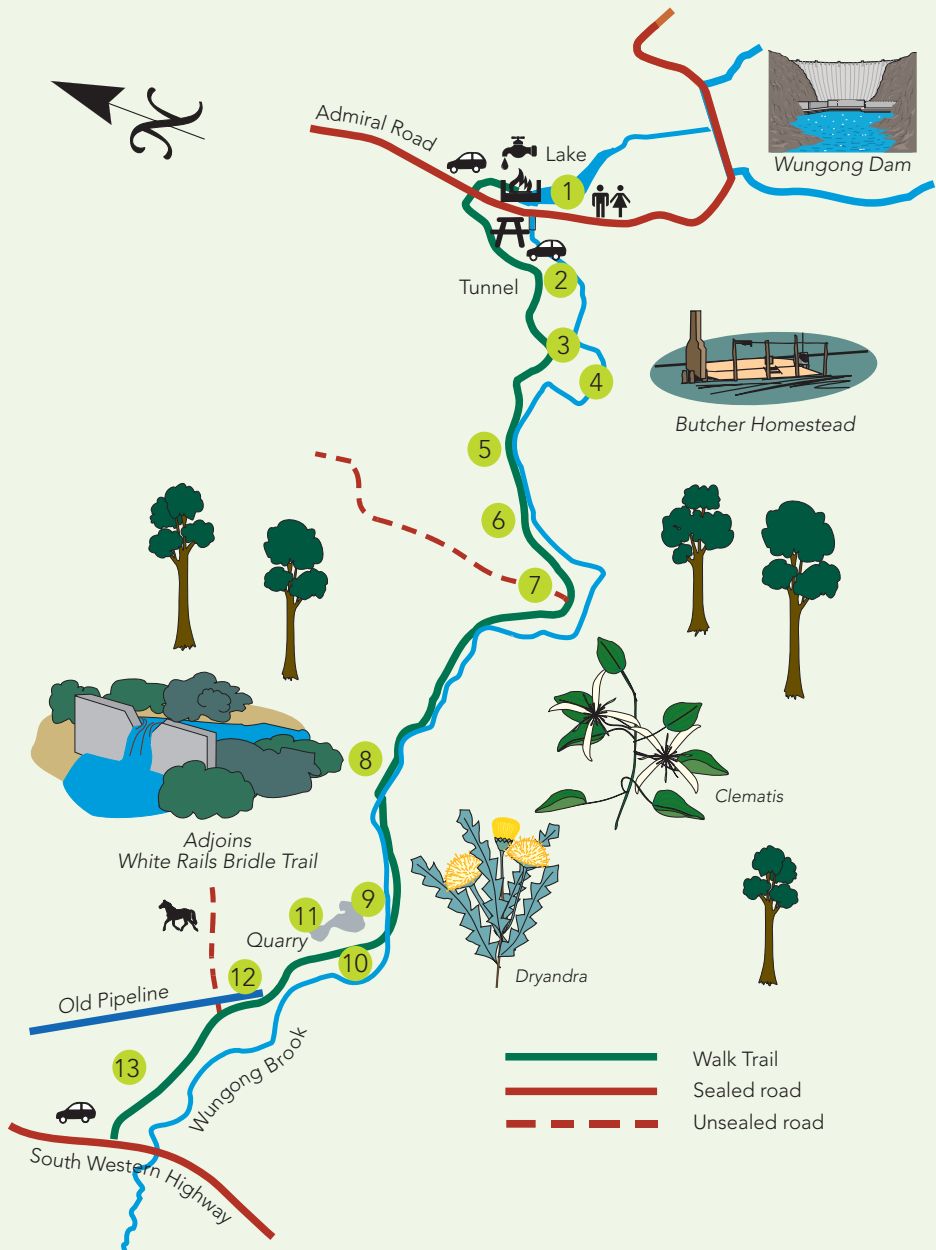 Admiral Road
Lake
1
Wungong Dam
2
Tunnel
3
4
Butcher Homestead
5
6
7
8
Clematis
Adjoins
White Rails Bridle Trail
9
11
Quarry
10
12
Dryandra
Old Pipeline
13
Wungong Brook
Walk Trail
Sealed road
Unsealed road
South Western Highway